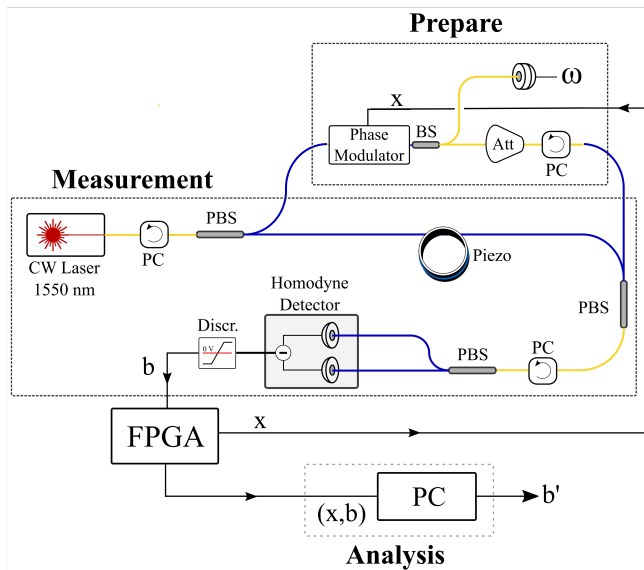 Prepare
ω
x
Phase
Modulator
BS
Att
PC
Measurement
PBS
CW Laser
1550 nm
PC
Piezo
Homodyne
Detector
PBS
Discr.
0 V
PBS
PC
b
FPGA
x
(x,b)
PC
b'
Analysis